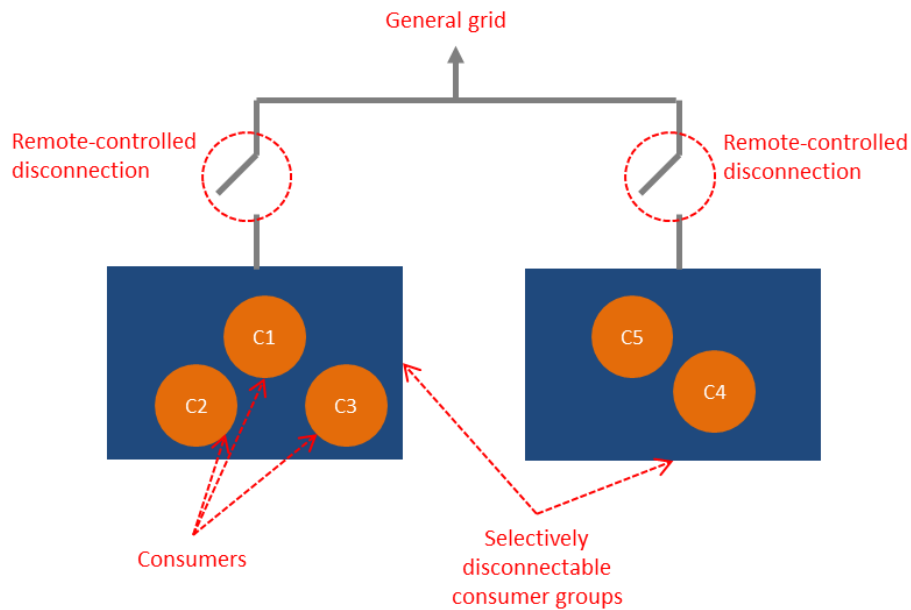 General grid
Remote-controlled
disconnection
Remote-controlled
disconnection
C1
C2
C3
C5
C4
Consumers
Selectively
disconnectable
consumer groups